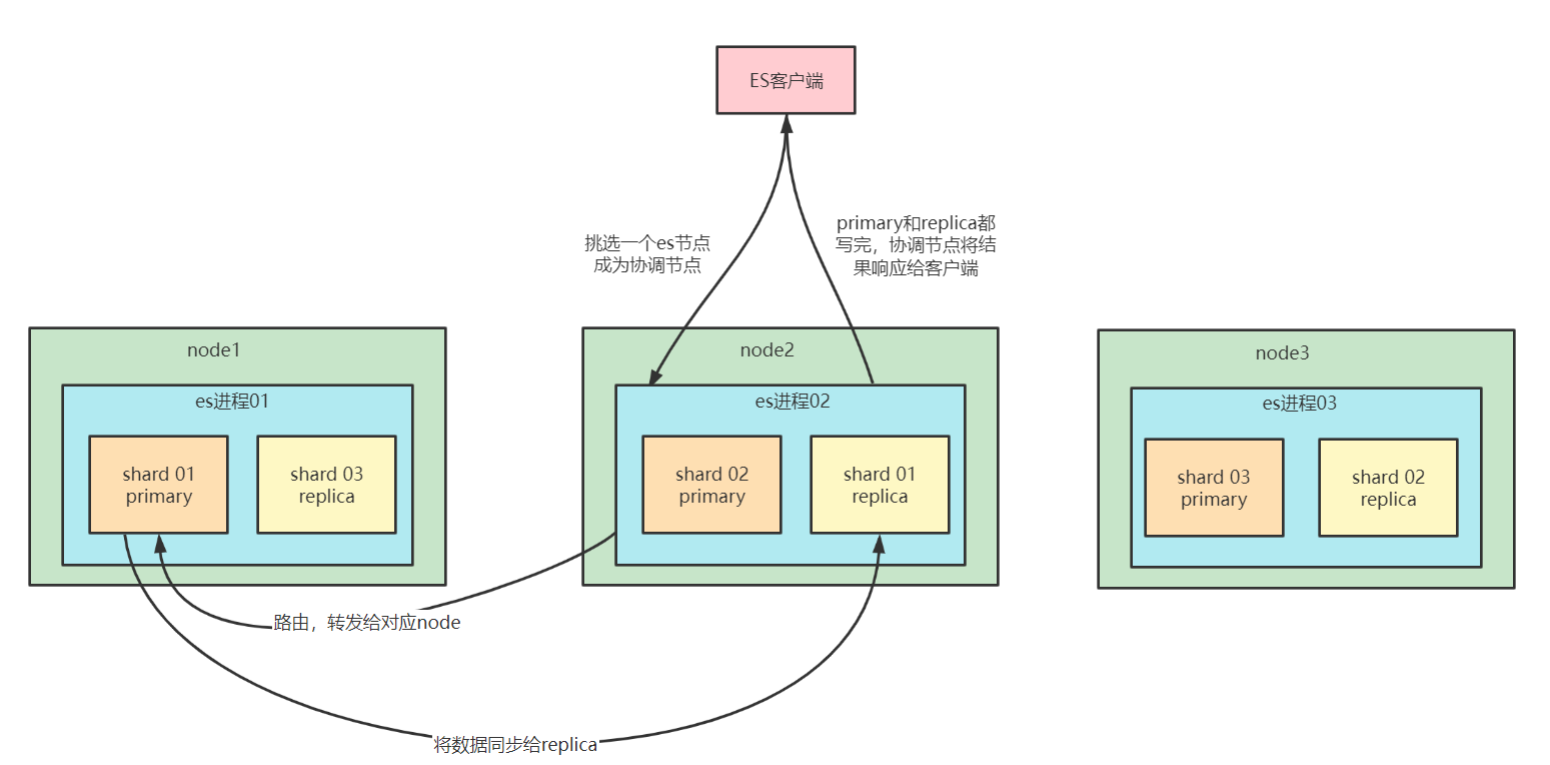 ES客户端
挑选一个es节点
成为协调节点
primary和replica都
写完，协调节点将结
果响应给客户端
node1
es进程01
shard 01
primary
shard 03
replica
node2
es进程02
shard 02
primary
shard 01
replica
node3
es进程03
shard 03
primary
shard 02
replica
路由，转发给对应node
将数据同步给replica